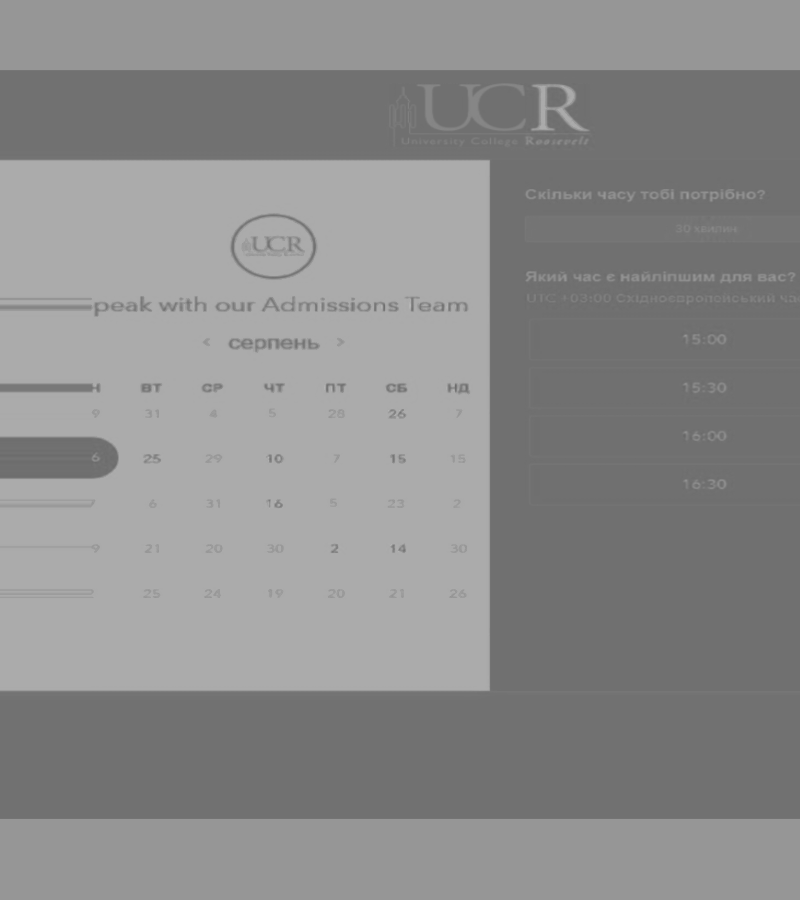 UCR
University College Roosevelt
UCR
peak with our Admissions Team
< серпень >
ВТ СР ЧТ ПТ СБ НД
9 31 4 5 28 26 7
6 25 29 10 7 15 15
6 31 16 5 23 2
9 21 20 30 2 14 30
25 24 19 20 21 26
Скільки часу тобі потрібно?
30 хвилин
Який час є найліпшим для вас?
UTC +03:00 Східноєвропейський
15:00
15:30
16:00
16:30